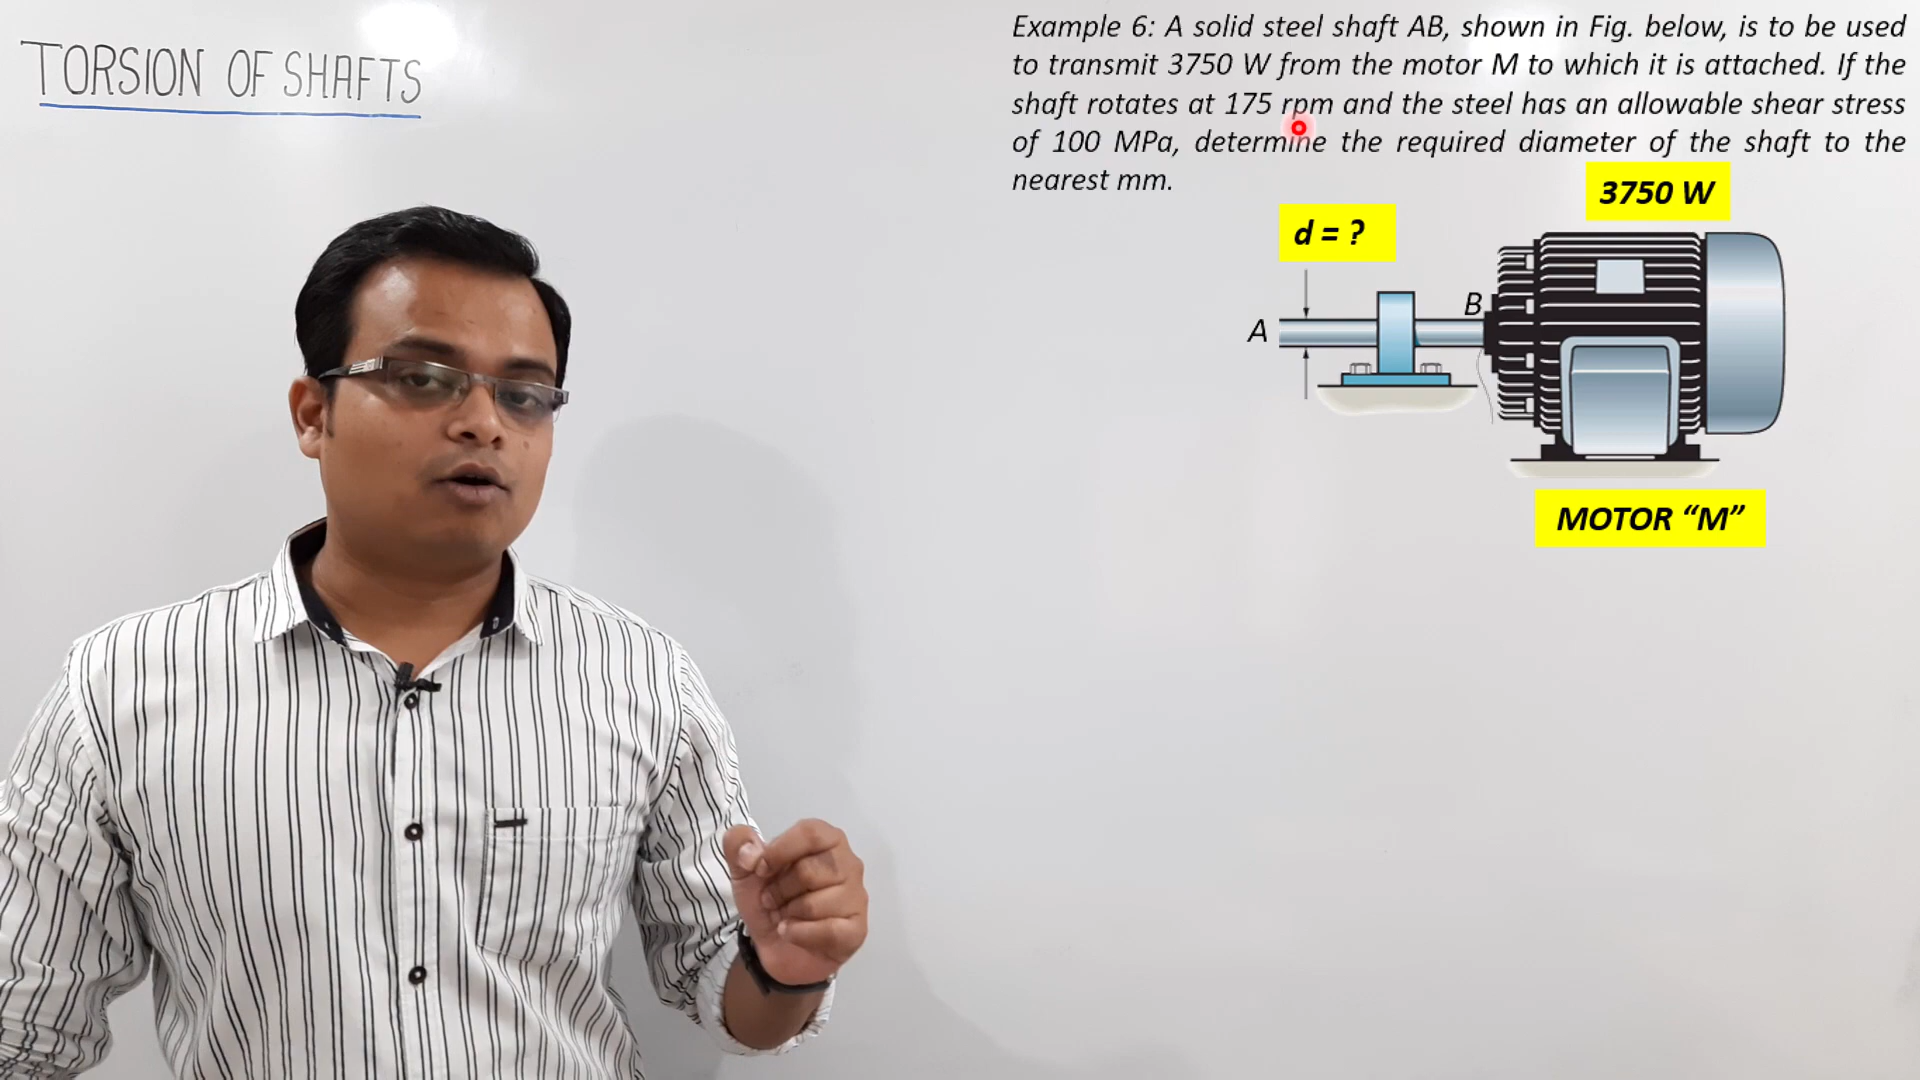 TORSION OF SHAFTS
Example 6: A solid steel shaft AB, shown in Fig. below, is to be used
to transmit 3750 W from the motor M to which it is attached. If the
shaft rotates at 175 rpm and the steel has an allowable shear stress
of 100 MPa, determine the required diameter of the shaft to the
nearest mm.
3750 W
d = ?
B
A
MOTOR “M”